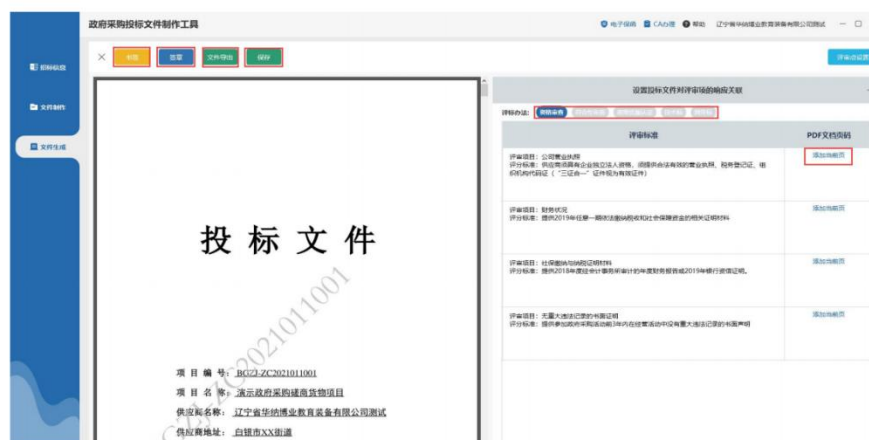 政府采购投标文件制作工具
电子保函 CA办理 帮助 辽宁省华纳博业教育装备有限公司测试
签章 文件导出 保存
评审点设置
招标信息
文件制作
文件生成
设置投标文件对评审项的响应关联
评标办法: 资格审查
评审标准 PDF文档页码
评审项目:公司营业执照
评分标准:供应商须具有企业独立法人资格,须提供合法有效的营业执照、税务登记证、组
织机构代码证(“三证合一”证件视为有效证件)
添加当前页
评审项目:财务状况
评分标准:提供2019年任意一期依法缴纳税收和社会保障资金的相关证明材料
添加当前页
评审项目:社保缴纳与纳税证明材料
评分标准:提供2018年度经会计事务所审计的年度财务报告或2019年银行资信证明。
添加当前页
评审项目:无重大违法记录的书面证明
评分标准:提供参加政府采购活动前3年内在经营活动中没有重大违法记录的书面声明
添加当前页
投标文件
项目编号:BGZJ-ZC2021011001
项目名称:演示政府采购磋商货物项目
供应商名称:辽宁省华纳博业教育装备有限公司测试
供应商地址:白银市XX街道
GZJ-ZC2021011001